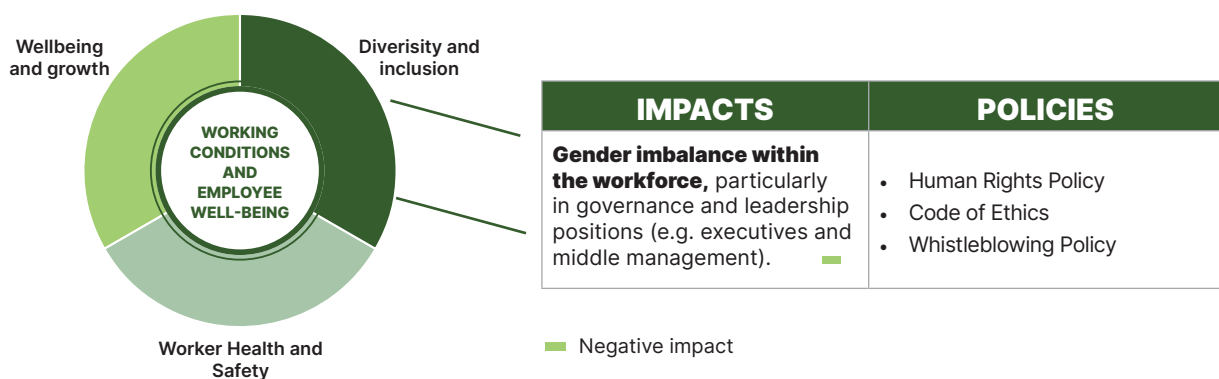 Wellbeing
and growth
Diverisity and
inclusion
WORKING
CONDITIONS
AND
EMPLOYEE
WELL-BEING
Worker Health and
Safety
IMPACTS
POLICIES
Gender imbalance within
the workforce, particularly
in governance and leadership
positions (e.g. executives and
middle management).
• Human Rights Policy
• Code of Ethics
• Whistleblowing Policy
Negative impact